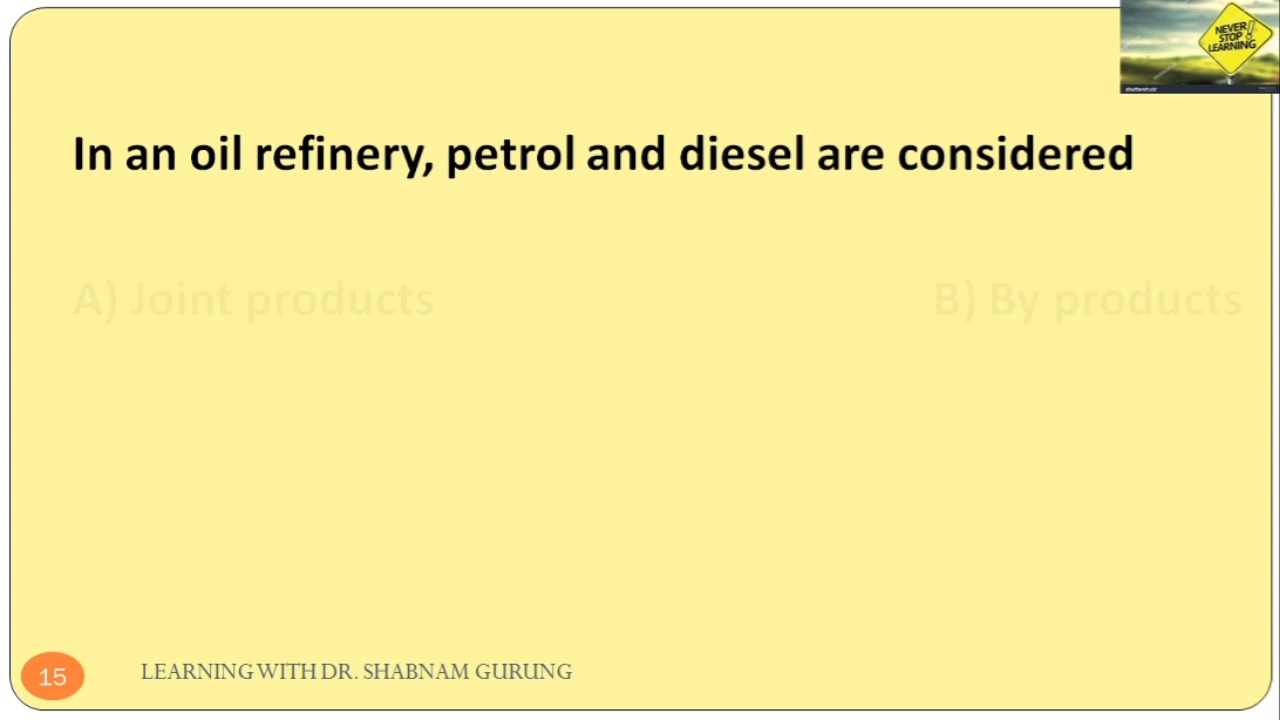 NEVER
STOP!
LEARNING
shutterstock
In an oil refinery, petrol and diesel are considered
A) Joint products B) By products
15 LEARNING WITH DR. SHABNAM GURUNG